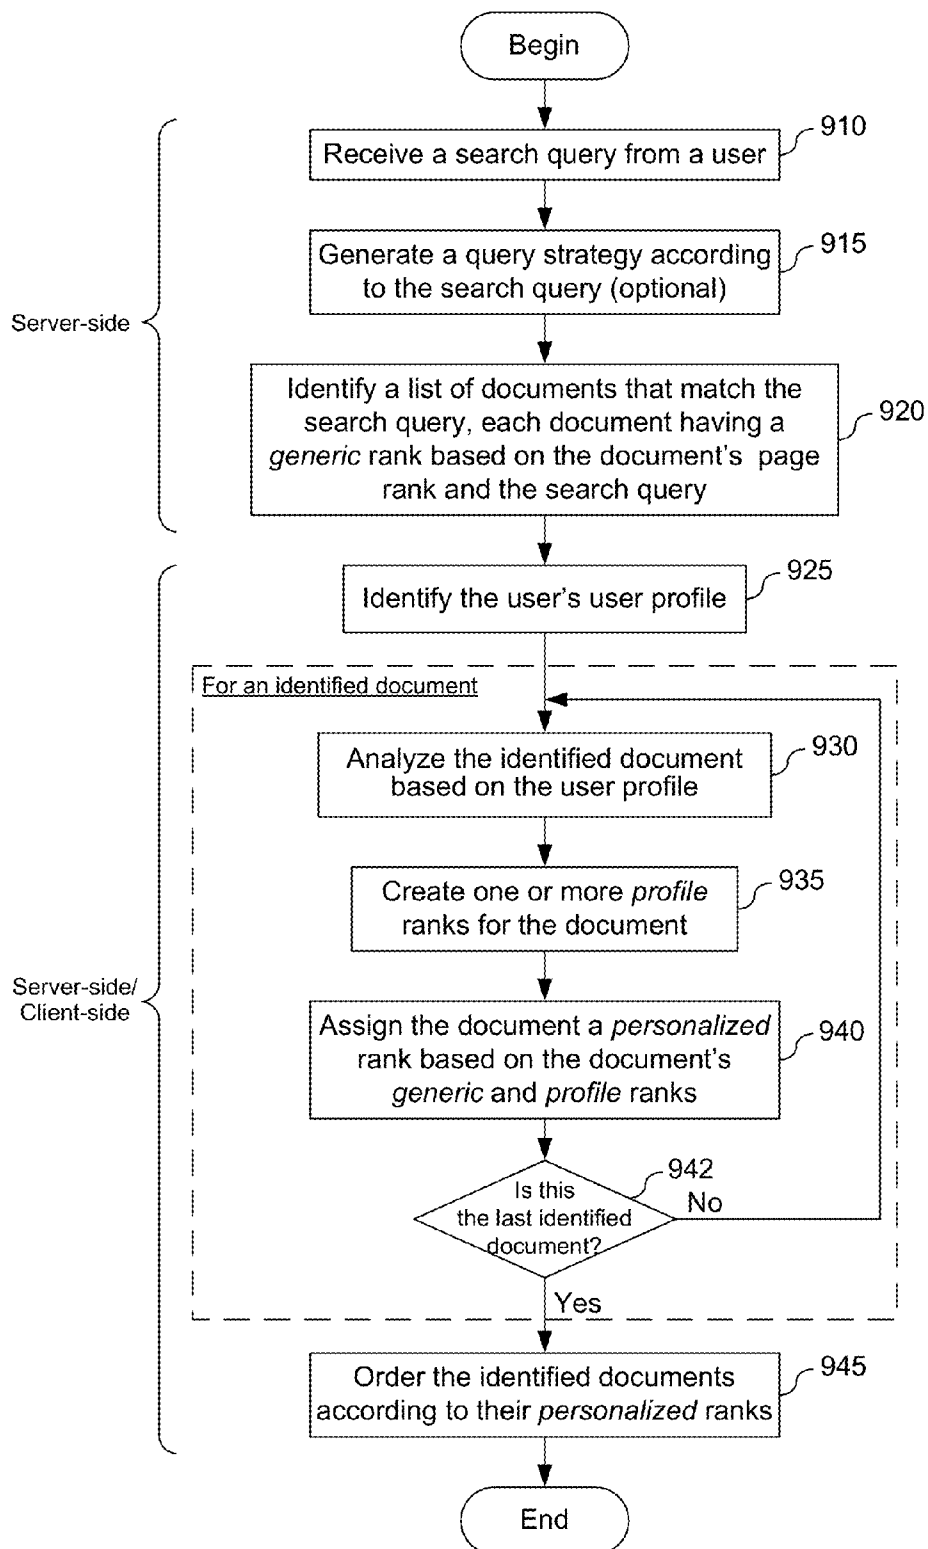 Begin
910
Receive a search query from a user
915
Generate a query strategy according
to the search query (optional)
Server-side
920
Identify a list of documents that match the
search query, each document having a
generic rank based on the document's page
rank and the search query
925
Identify the user's user profile
For an identified document
930
Analyze the identified document
based on the user profile
935
Create one or more profile
ranks for the document
Server-side/
Client-side
940
Assign the document a personalized
rank based on the document's
generic and profile ranks
942
Is this
the last identified
document?
No
Yes
945
Order the identified documents
according to their personalized ranks
End